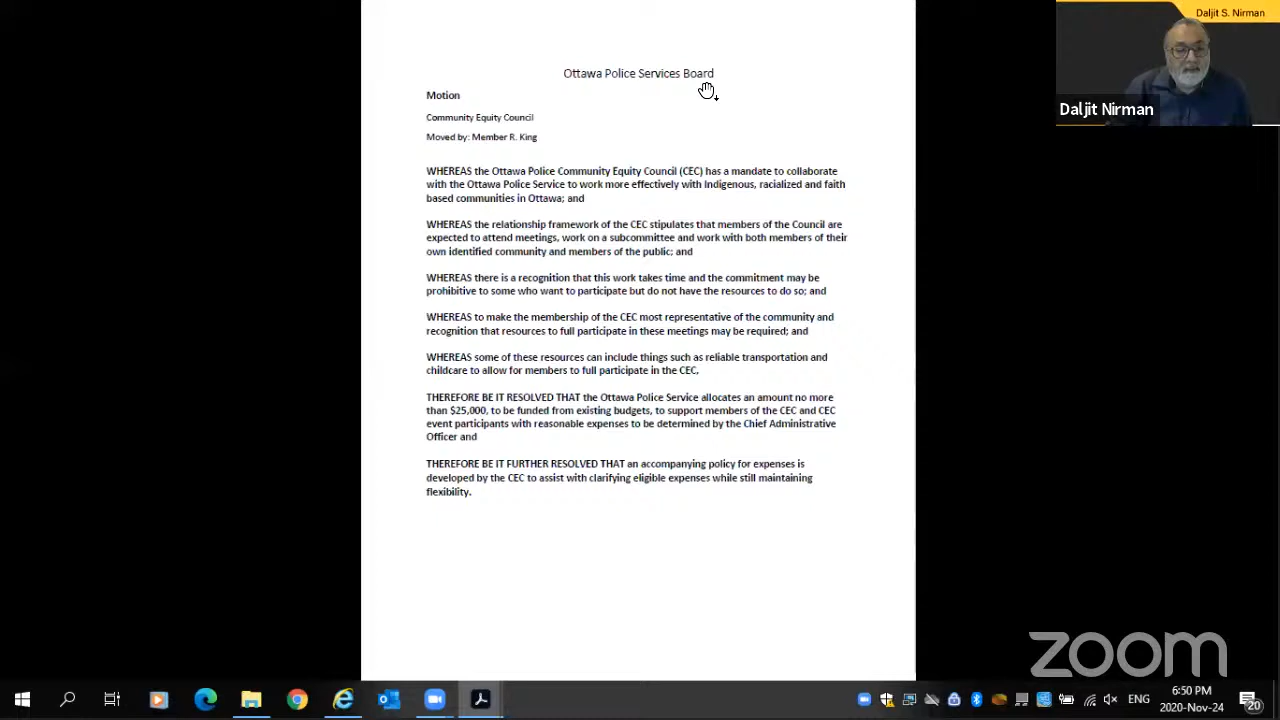 Ottawa Police Services Board
Motion
Community Equity Council
Moved by: Member R. King
WHEREAS the Ottawa Police Community Equity Council (CEC) has a mandate to collaborate
with the Ottawa Police Service to work more effectively with Indigenous, racialized and faith
based communities in Ottawa; and
WHEREAS the relationship framework of the CEC stipulates that members of the Council are
expected to attend meetings, work on a subcommittee and work with both members of their
own identified community and members of the public; and
WHEREAS there is a recognition that this work takes time and the commitment may be
prohibitive to some who want to participate but do not have the resources to do so; and
WHEREAS to make the membership of the CEC most representative of the community and
recognition that resources to full participate in these meetings may be required; and
WHEREAS some of these resources can include things such as reliable transportation and
childcare to allow for members to full participate in the CEC,
THEREFORE BE IT RESOLVED THAT the Ottawa Police Service allocates an amount no more
than $25,000, to be funded from existing budgets, to support members of the CEC and CEC
event participants with reasonable expenses to be determined by the Chief Administrative
Officer and
THEREFORE BE IT FURTHER RESOLVED THAT an accompanying policy for expenses is
developed by the CEC to assist with clarifying eligible expenses while still maintaining
flexibility.
Daljit S. Nirman
Daljit Nirman
zoom
ENG
6:50 PM
2020-Nov-24
20